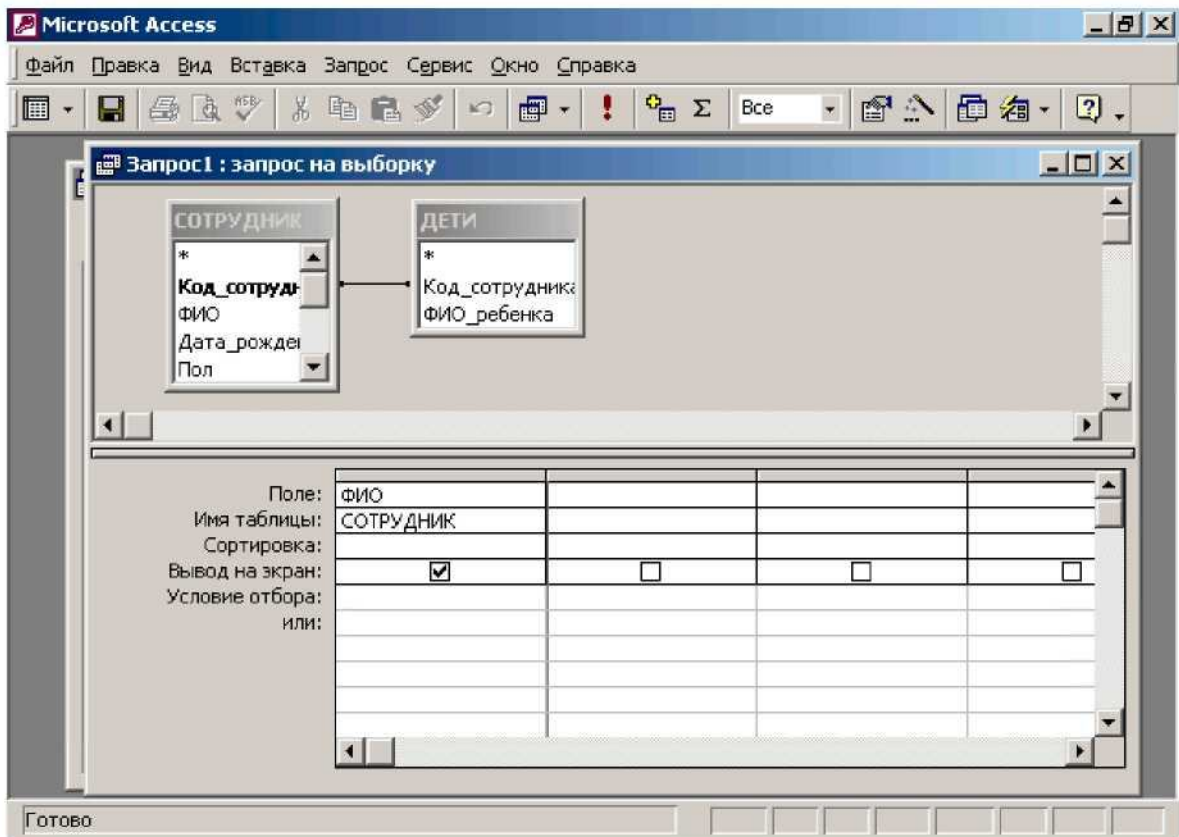 Microsoft Access
Файл Правка Вид Вставка Запрос Сервис Окно Справка
Все
Запрос1 : запрос на выборку
СОТРУДНИК
*
Код_сотрудн
ФИО
Дата_рожден
Пол
ДЕТИ
*
Код_сотрудника
ФИО_ребенка
Поле: ФИО
Имя таблицы: СОТРУДНИК
Сортировка:
Вывод на экран:
Условие отбора:
или:
Готово